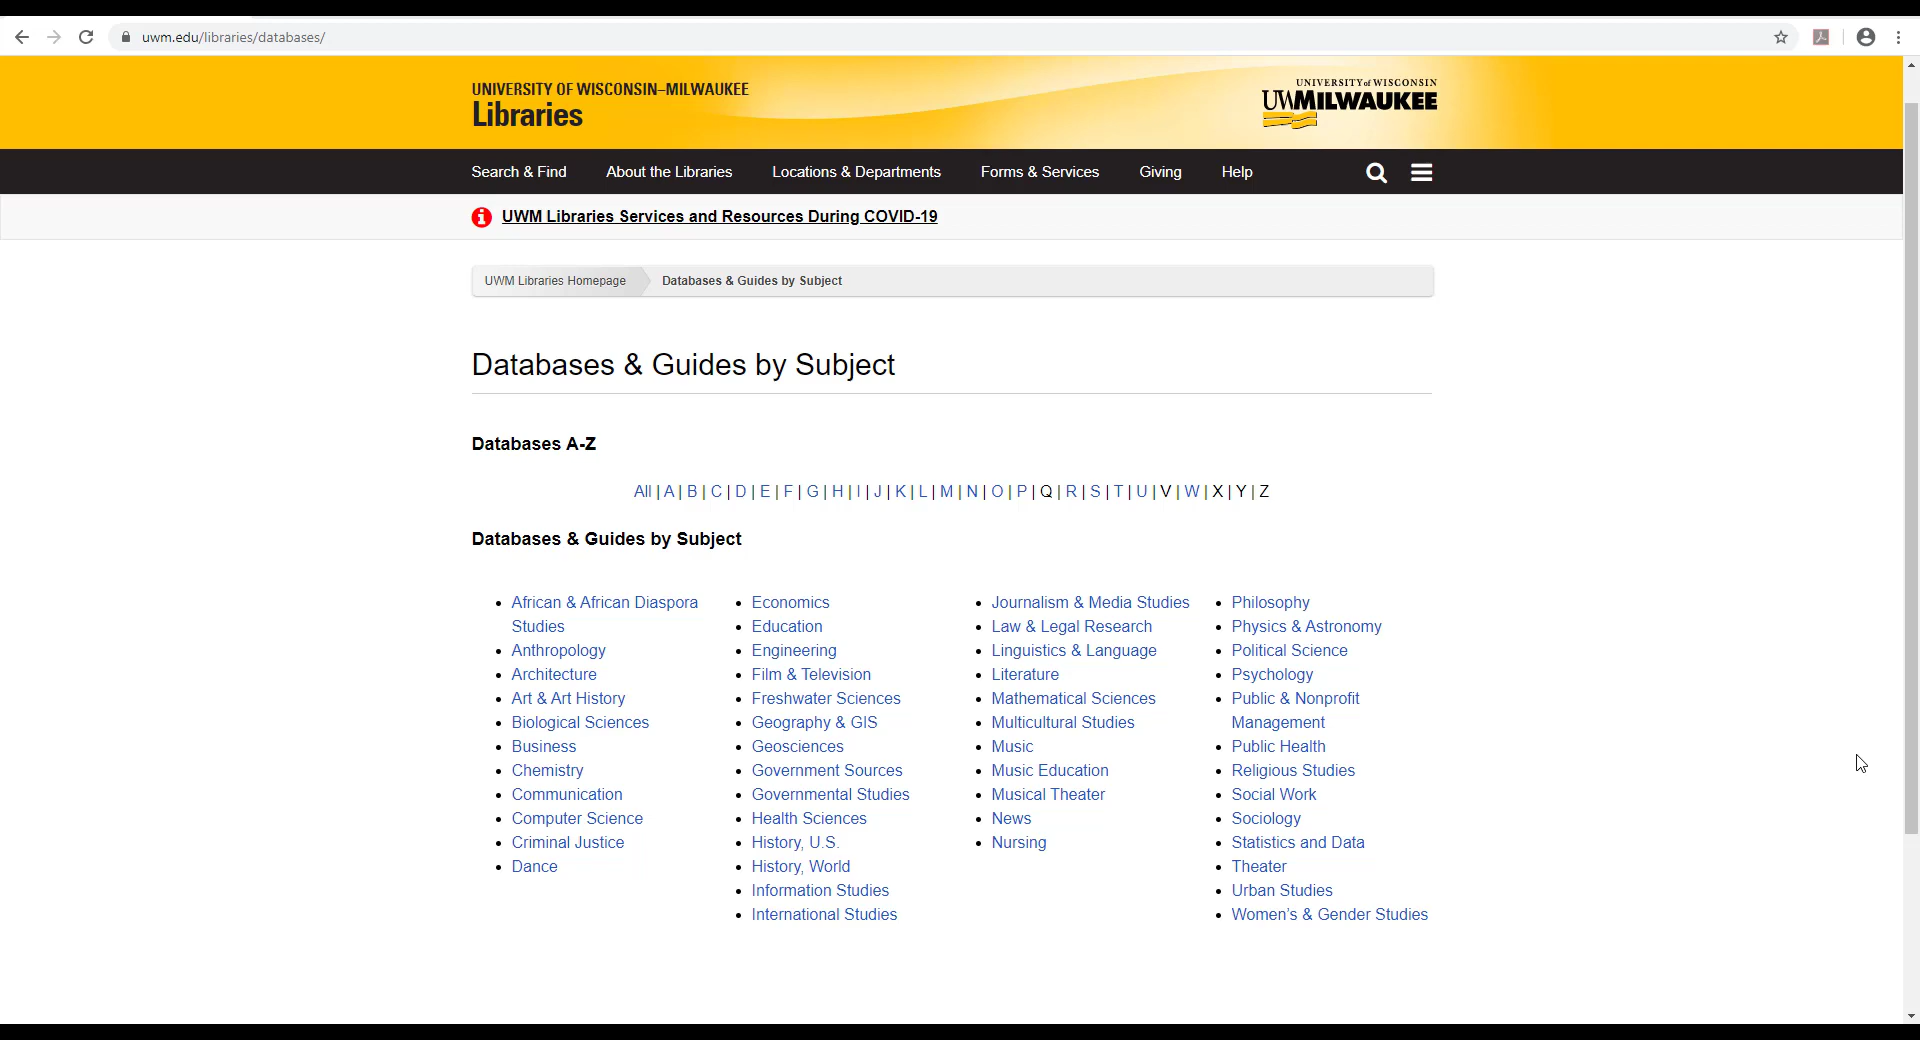 uwm.edu/libraries/databases/
UNIVERSITY OF WISCONSIN–MILWAUKEE
Libraries
UNIVERSITY of WISCONSIN
UWMILWAUKEE
Search & Find
About the Libraries
Locations & Departments
Forms & Services
Giving
Help
UWM Libraries Services and Resources During COVID-19
UWM Libraries Homepage
Databases & Guides by Subject
Databases & Guides by Subject
Databases A-Z
All | A | B | C | D | E | F | G | H | I | J | K | L | M | N | O | P | Q | R | S | T | U | V | W | X | Y | Z
Databases & Guides by Subject
African & African Diaspora
Studies
Anthropology
Architecture
Art & Art History
Biological Sciences
Business
Chemistry
Communication
Computer Science
Criminal Justice
Dance
Economics
Education
Engineering
Film & Television
Freshwater Sciences
Geography & GIS
Geosciences
Government Sources
Governmental Studies
Health Sciences
History, U.S.
History, World
Information Studies
International Studies
Journalism & Media Studies
Law & Legal Research
Linguistics & Language
Literature
Mathematical Sciences
Multicultural Studies
Music
Music Education
Musical Theater
News
Nursing
Philosophy
Physics & Astronomy
Political Science
Psychology
Public & Nonprofit
Management
Public Health
Religious Studies
Social Work
Sociology
Statistics and Data
Theater
Urban Studies
Women’s & Gender Studies